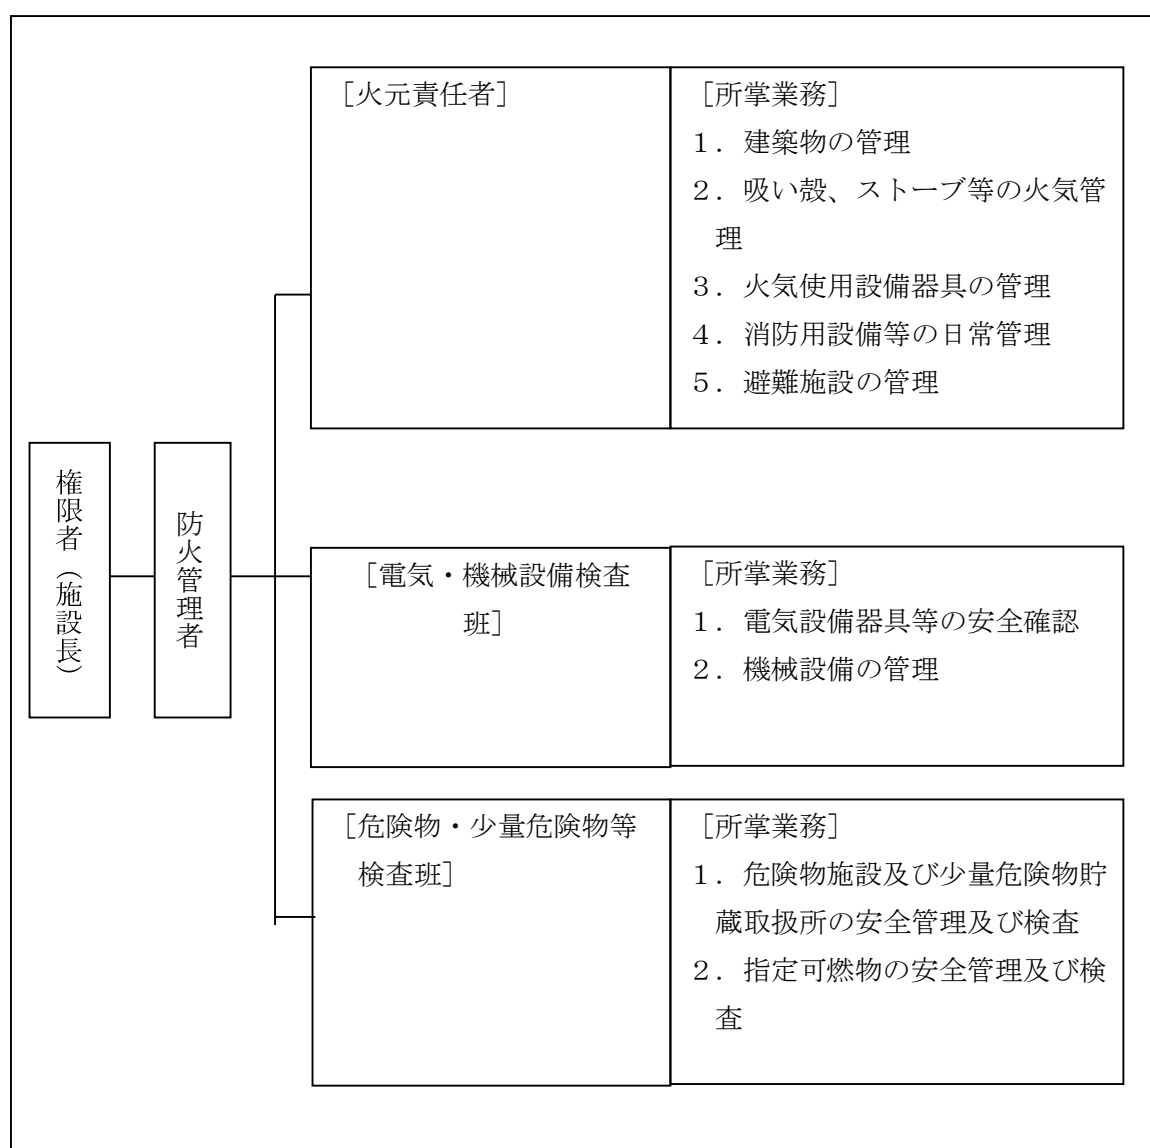 権限者（施設長）
防火管理者
［火元責任者］
［所掌業務］
１．建築物の管理
２．吸い殻、ストーブ等の火気管
理
３．火気使用設備器具の管理
４．消防用設備等の日常管理
５．避難施設の管理
［電気・機械設備検査
班］
［所掌業務］
１．電気設備器具等の安全確認
２．機械設備の管理
［危険物・少量危険物等
検査班］
［所掌業務］
１．危険物施設及び少量危険物貯
蔵取扱所の安全管理及び検査
２．指定可燃物の安全管理及び検
査